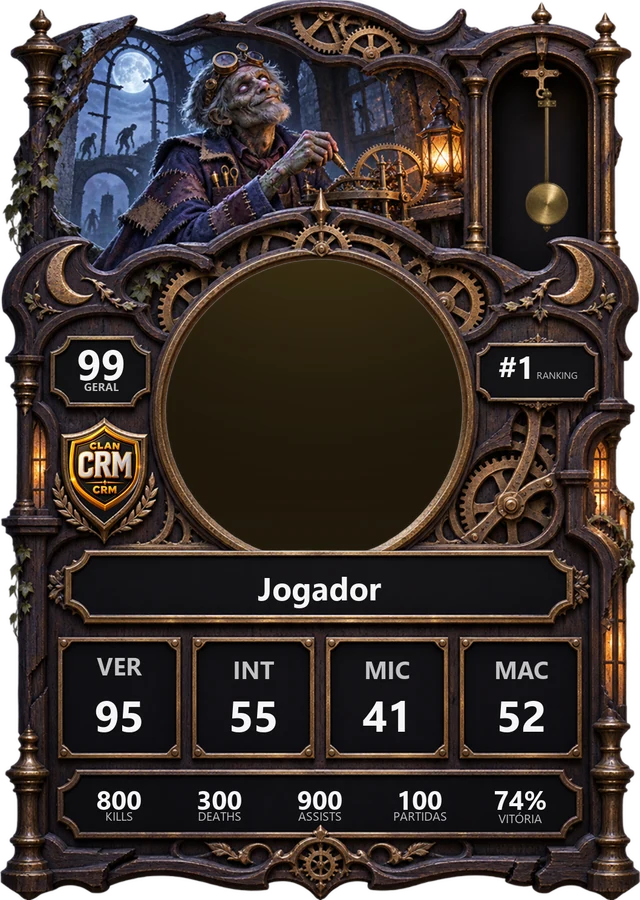 99
GERAL
#1 RANKING
CLAN
CRM
CRM
Jogador
VER INT MIC MAC
95 55 41 52
800 300 900 100 74%
KILLS DEATHS ASSISTS PARTIDAS VITÓRIA